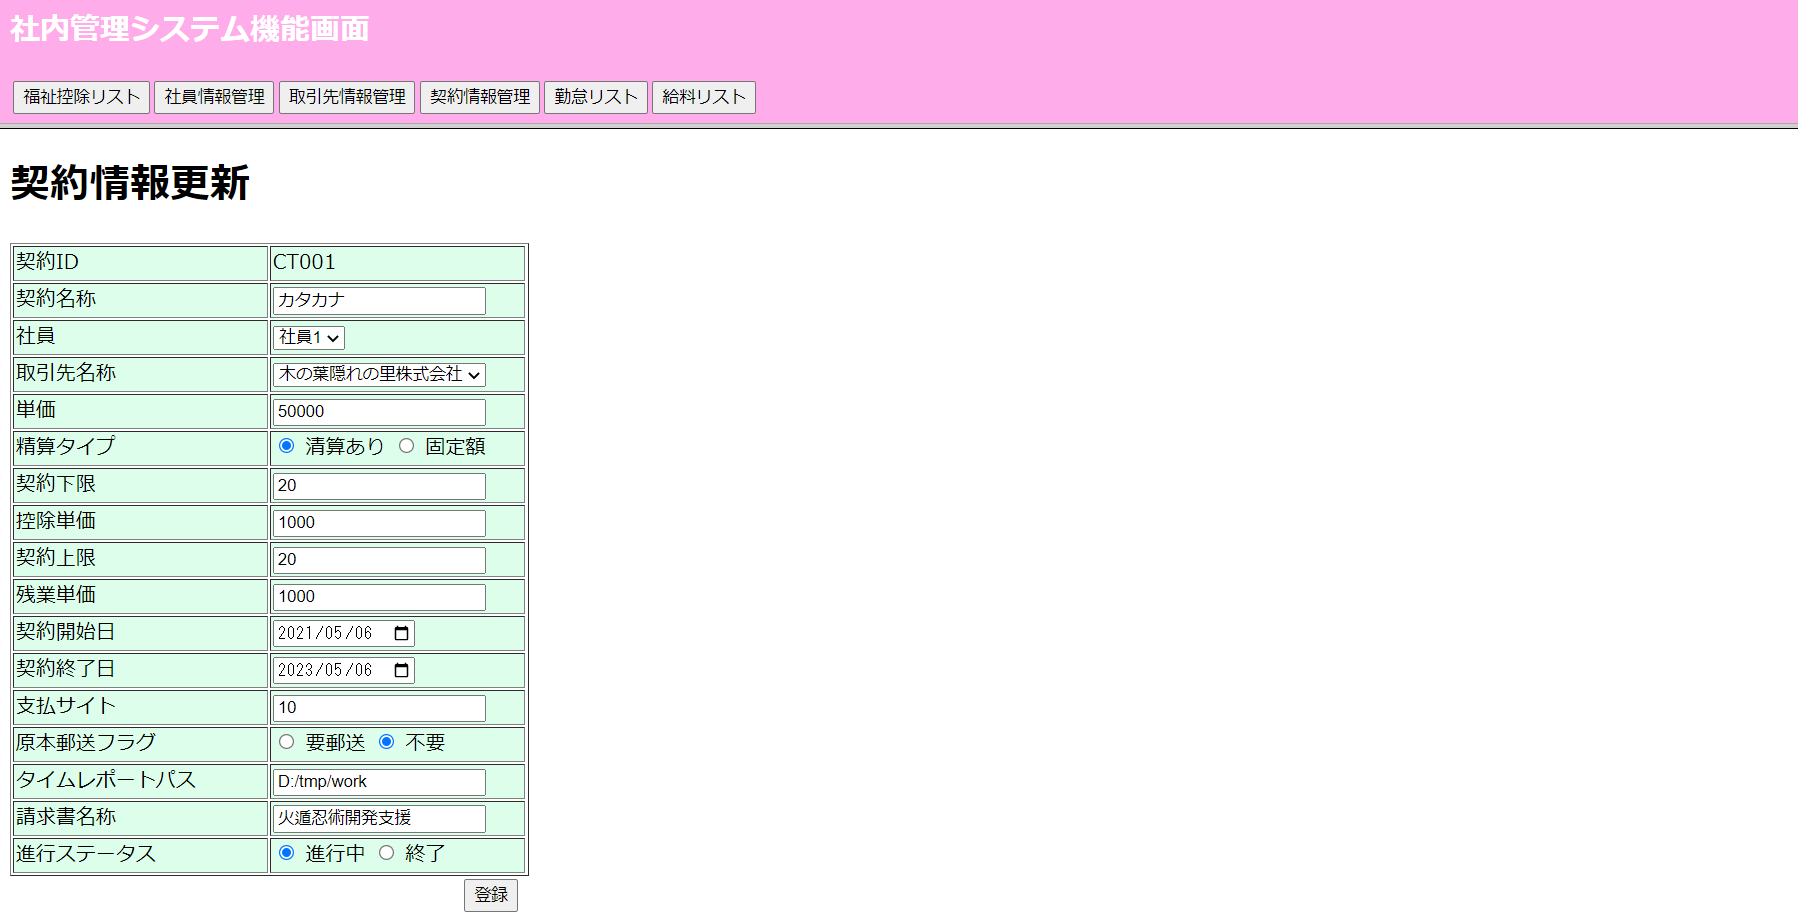 社内管理システム機能画面
福祉控除リスト 社員情報管理 取引先情報管理 契約情報管理 勤怠リスト 給料リスト
契約情報更新
契約ID CT001
契約名称 カタカナ
社員 社員1
取引先名称 木の葉隠れの里株式会社
単価 50000
精算タイプ 清算あり 固定額
契約下限 20
控除単価 1000
契約上限 20
残業単価 1000
契約開始日 2021/05/06
契約終了日 2023/05/06
支払サイト 10
原本郵送フラグ 要郵送 不要
タイムレポートパス D:/tmp/work
請求書名称 火遁忍術開発支援
進行ステータス 進行中 終了
登録